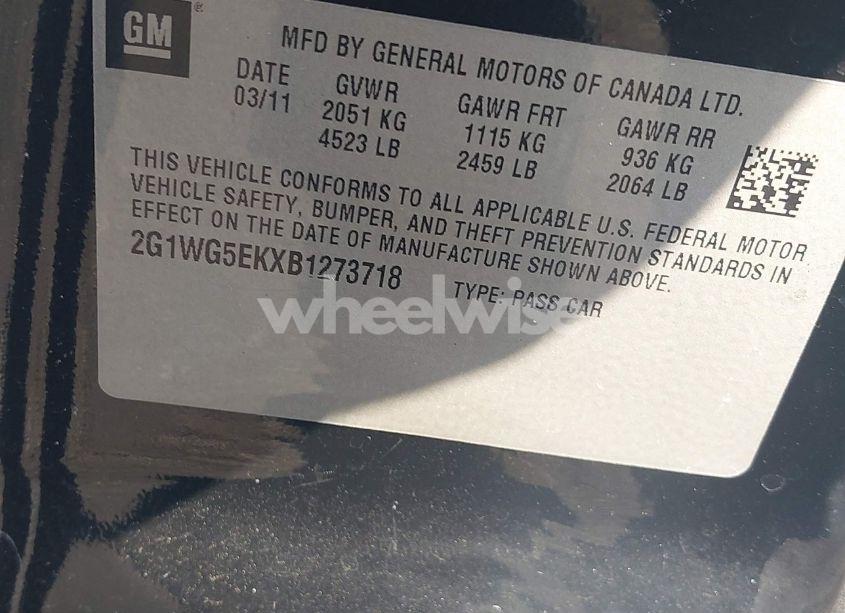 GM
MFD BY GENERAL MOTORS OF CANADA LTD.
DATE GVWR GAWR FRT GAWR RR
03/11 2051 KG 1115 KG 936 KG
4523 LB 2459 LB 2064 LB
THIS VEHICLE CONFORMS TO ALL APPLICABLE U.S. FEDERAL MOTOR
VEHICLE SAFETY, BUMPER, AND THEFT PREVENTION STANDARDS IN
EFFECT ON THE DATE OF MANUFACTURE SHOWN ABOVE.
2G1WG5EKXB1273718 TYPE: PASS CAR
wheelwise